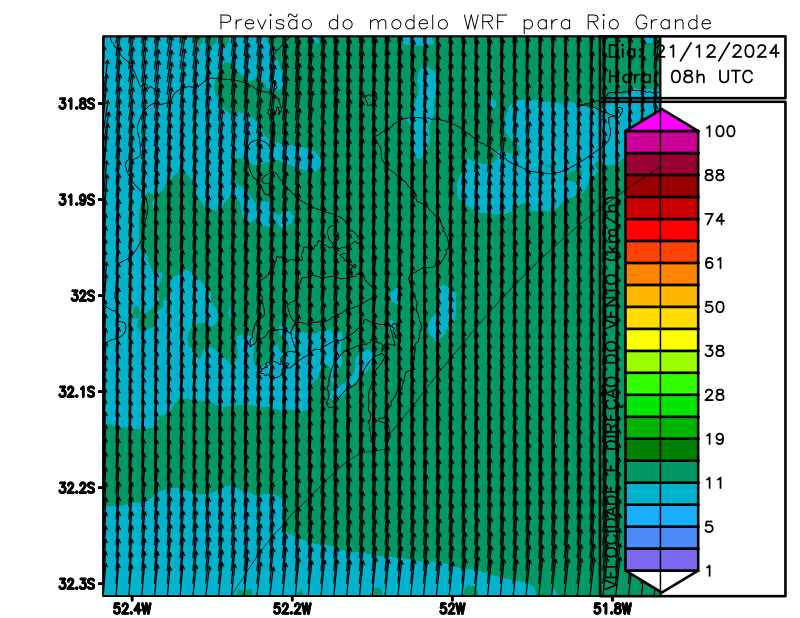 Previsão do modelo WRF para Rio Grande
Dia: 21/12/2024
Hora: 08h UTC
31.8S
31.9S
32S
32.1S
32.2S
32.3S
52.4W
52.2W
52W
51.8W
VELOCIDADE E DIREÇÃO DO VENTO (km/h)
100
88
74
61
50
38
28
19
11
5
1